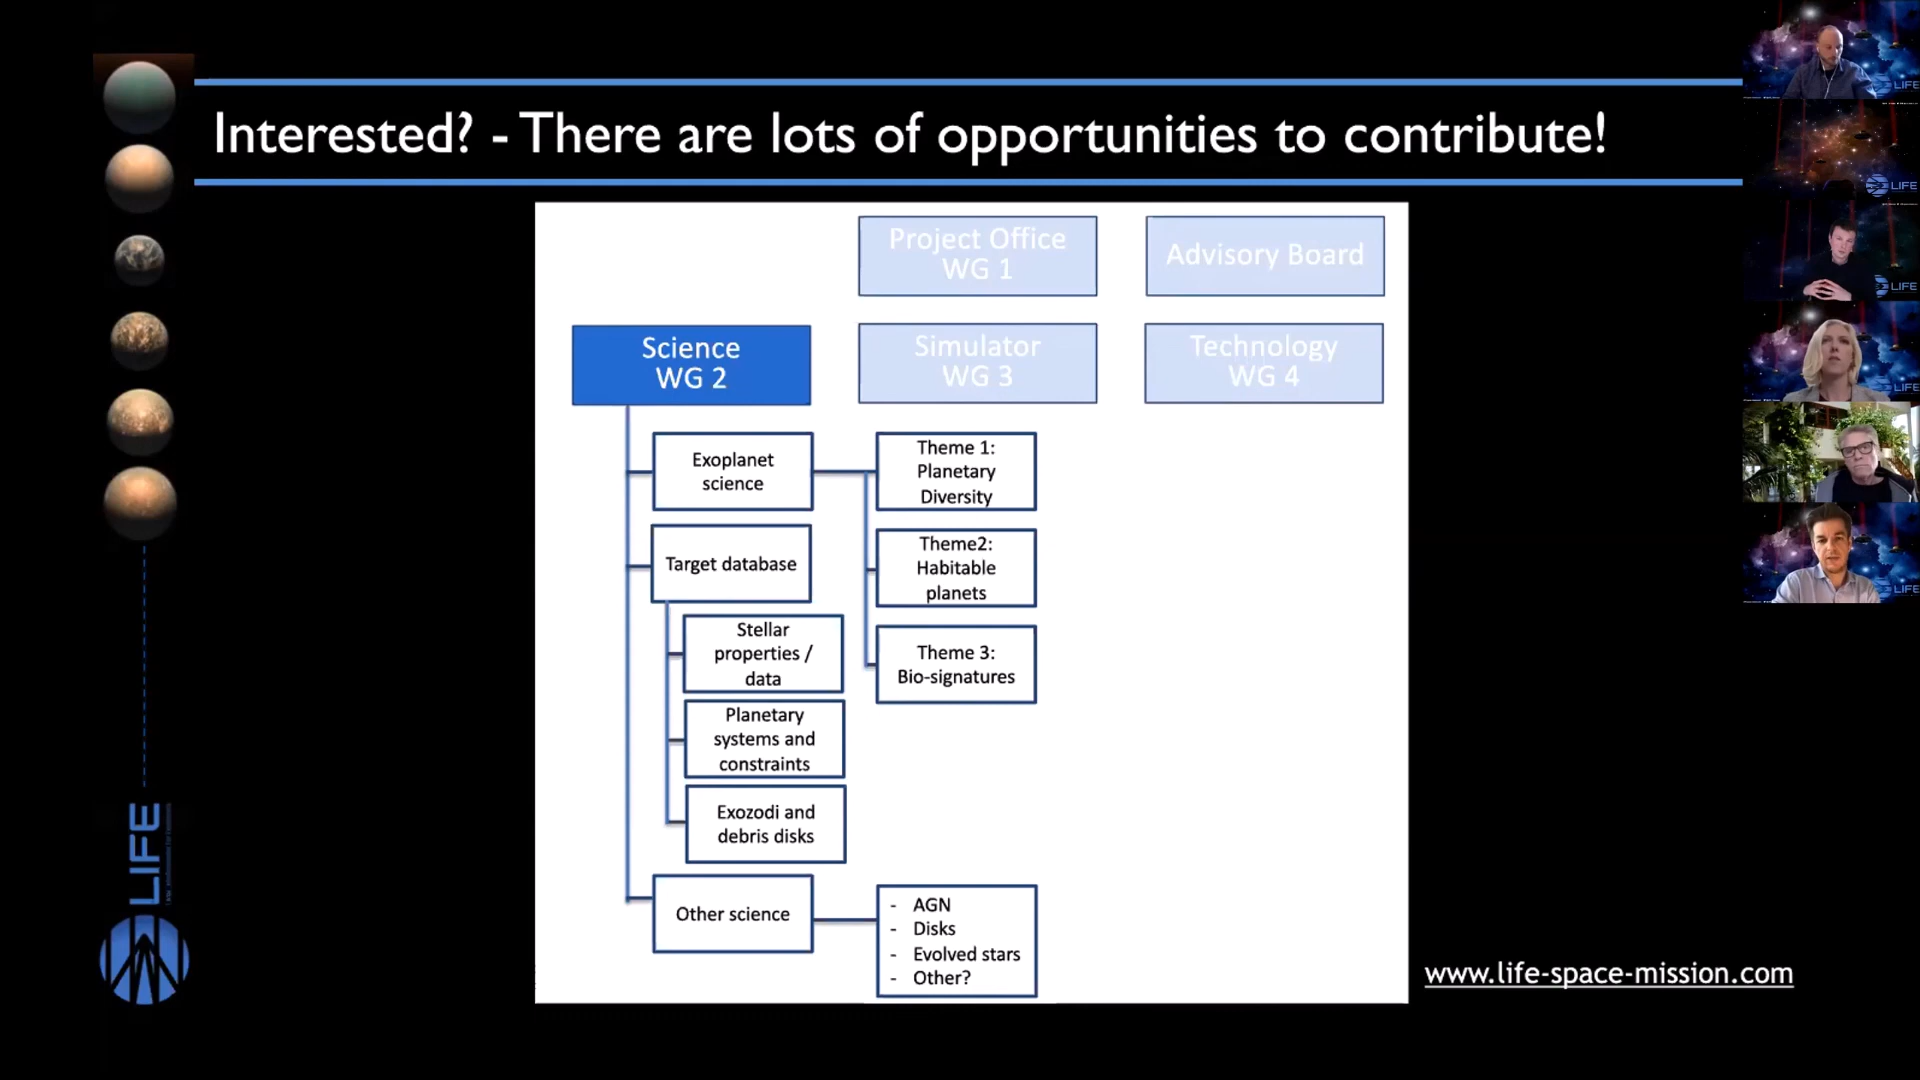 Interested? - There are lots of opportunities to contribute!
Project Office
WG 1
Advisory Board
Science
WG 2
Simulator
WG 3
Technology
WG 4
Exoplanet
science
Theme 1:
Planetary
Diversity
Target database
Theme2:
Habitable
planets
Stellar
properties /
data
Theme 3:
Bio-signatures
Planetary
systems and
constraints
Exozodi and
debris disks
Other science
- AGN
- Disks
- Evolved stars
- Other?
www.life-space-mission.com
LIFE
LIFE
LIFE
LIFE
LIFE
LIFE